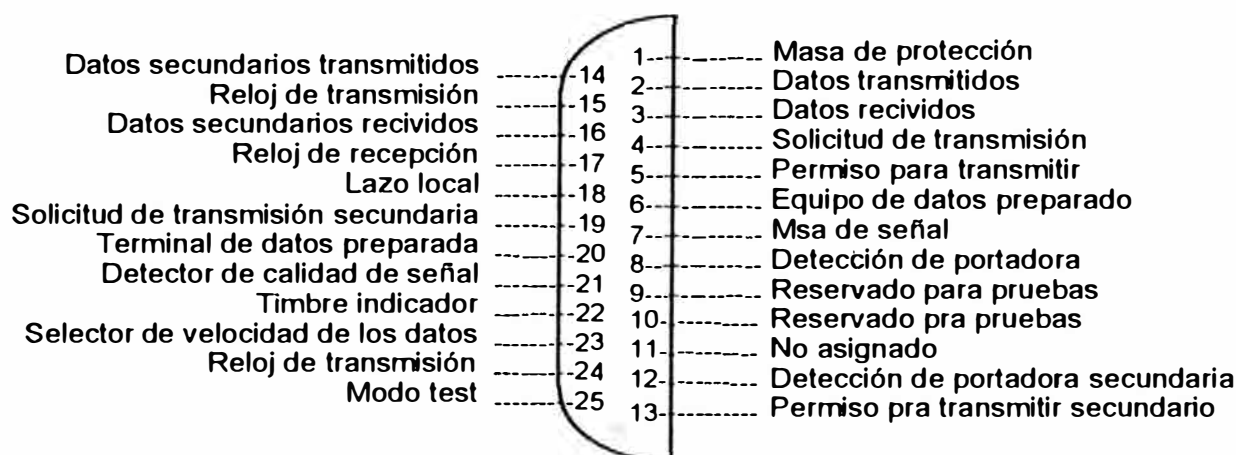 Datos secundarios transmitidos 14
Reloj de transmisión 15
Datos secundarios recividos 16
Reloj de recepción 17
Lazo local 18
Solicitud de transmisión secundaria 19
Terminal de datos preparada 20
Detector de calidad de señal 21
Timbre indicador 22
Selector de velocidad de los datos 23
Reloj de transmisión 24
Modo test 25
1 Masa de protección
2 Datos transmitidos
3 Datos recividos
4 Solicitud de transmisión
5 Permiso para transmitir
6 Equipo de datos preparado
7 Msa de señal
8 Detección de portadora
9 Reservado para pruebas
10 Reservado pra pruebas
11 No asignado
12 Detección de portadora secundaria
13 Permiso pra transmitir secundario